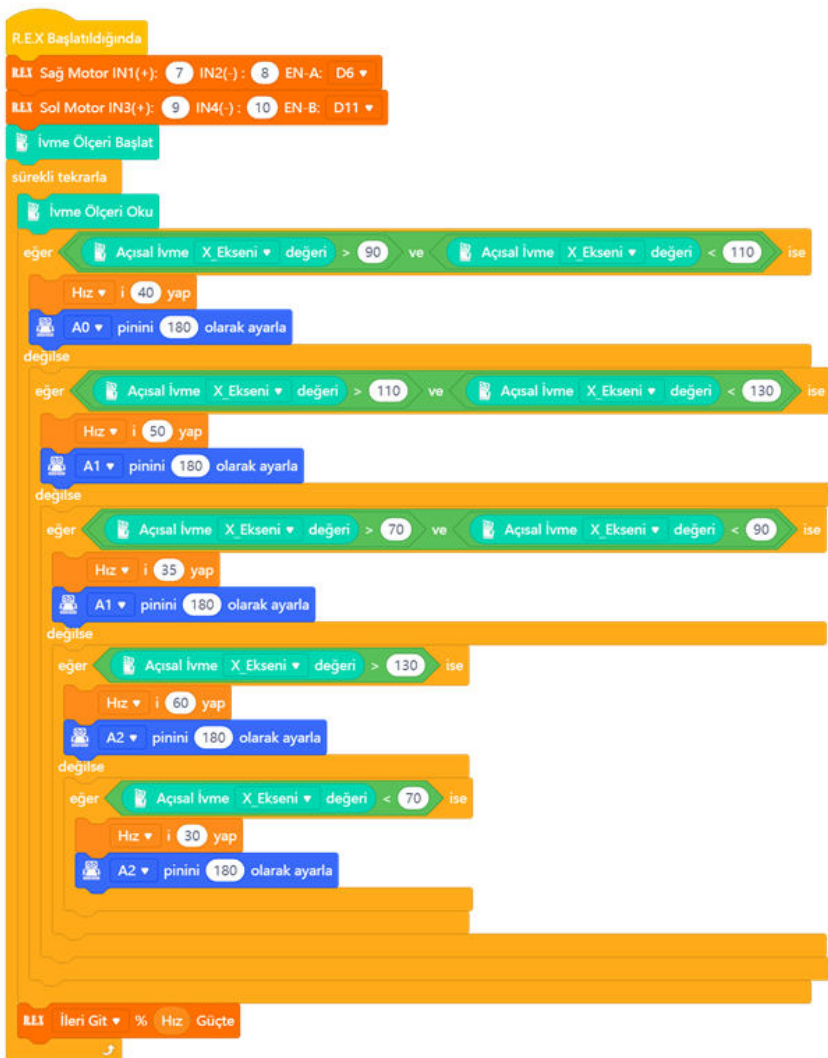 R.E.X Başlatıldığında
R.E.X Sağ Motor IN1(+): 7 IN2(-) : 8 EN-A: D6
R.E.X Sol Motor IN3(+): 9 IN4(-) : 10 EN-B: D11
İvme Ölçeri Başlat
sürekli tekrarla
İvme Ölçeri Oku
eğer Açısal İvme X_Ekseni değeri > 90 ve Açısal İvme X_Ekseni değeri < 110 ise
Hız i 40 yap
A0 pinini 180 olarak ayarla
değilse
eğer Açısal İvme X_Ekseni değeri > 110 ve Açısal İvme X_Ekseni değeri < 130 ise
Hız i 50 yap
A1 pinini 180 olarak ayarla
değilse
eğer Açısal İvme X_Ekseni değeri > 70 ve Açısal İvme X_Ekseni değeri < 90 ise
Hız i 35 yap
A1 pinini 180 olarak ayarla
değilse
eğer Açısal İvme X_Ekseni değeri > 130 ise
Hız i 60 yap
A2 pinini 180 olarak ayarla
değilse
eğer Açısal İvme X_Ekseni değeri < 70 ise
Hız i 30 yap
A2 pinini 180 olarak ayarla
R.E.X İleri Git % Hız Güçte